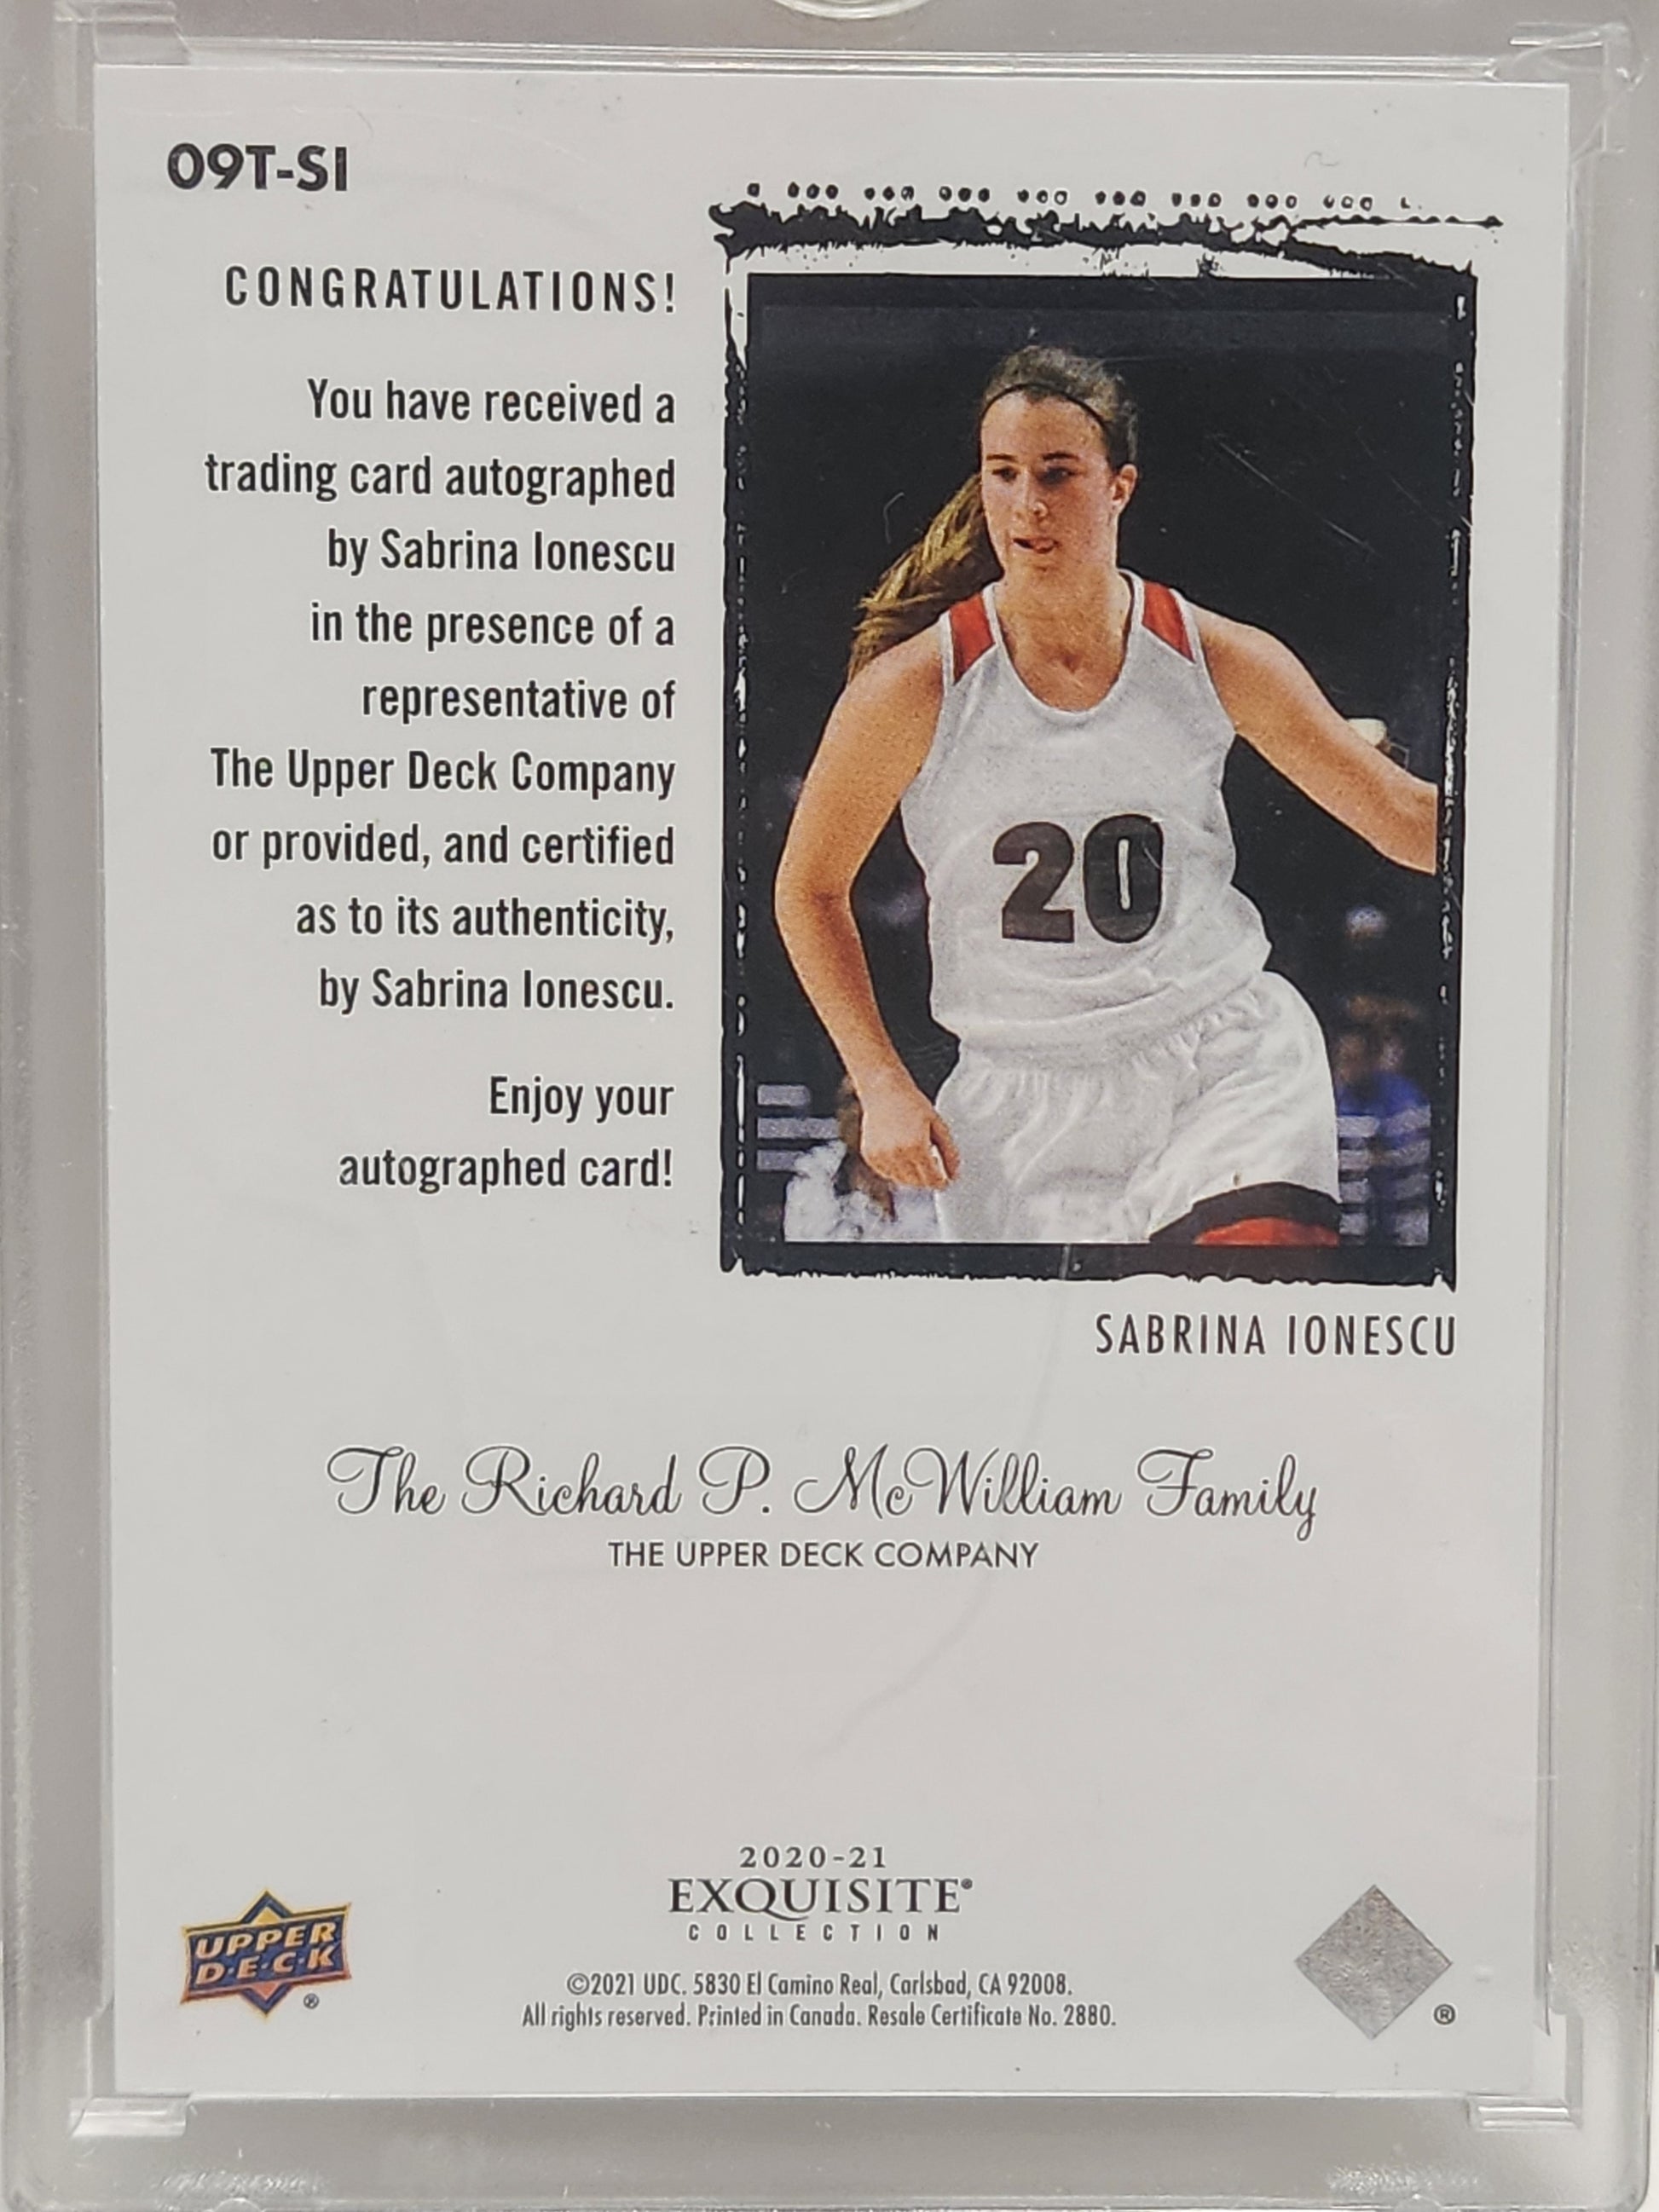 09T-SI
CONGRATULATIONS!
You have received a
trading card autographed
by Sabrina Ionescu
in the presence of a
representative of
The Upper Deck Company
or provided, and certified
as to its authenticity,
by Sabrina Ionescu.
Enjoy your
autographed card!
20
SABRINA IONESCU
The Richard P. McWilliam Family
THE UPPER DECK COMPANY
2020-21
EXQUISITE®
COLLECTION
UPPER
D·E·C·K
®
©2021 UDC. 5830 El Camino Real, Carlsbad, CA 92008.
All rights reserved. Printed in Canada. Resale Certificate No. 2880.
®